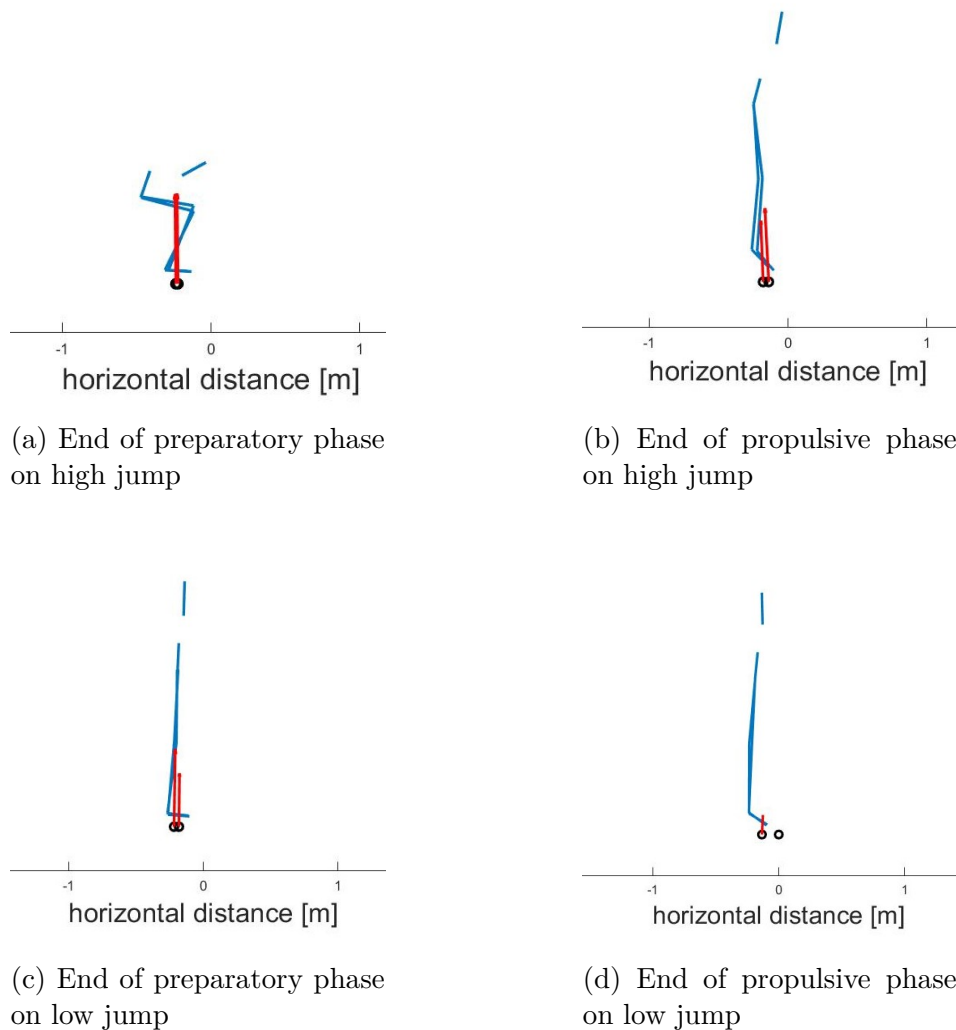 -1 0 1
horizontal distance [m]
(a) End of preparatory phase
on high jump
-1 0 1
horizontal distance [m]
(b) End of propulsive phase
on high jump
-1 0 1
horizontal distance [m]
(c) End of preparatory phase
on low jump
-1 0 1
horizontal distance [m]
(d) End of propulsive phase
on low jump